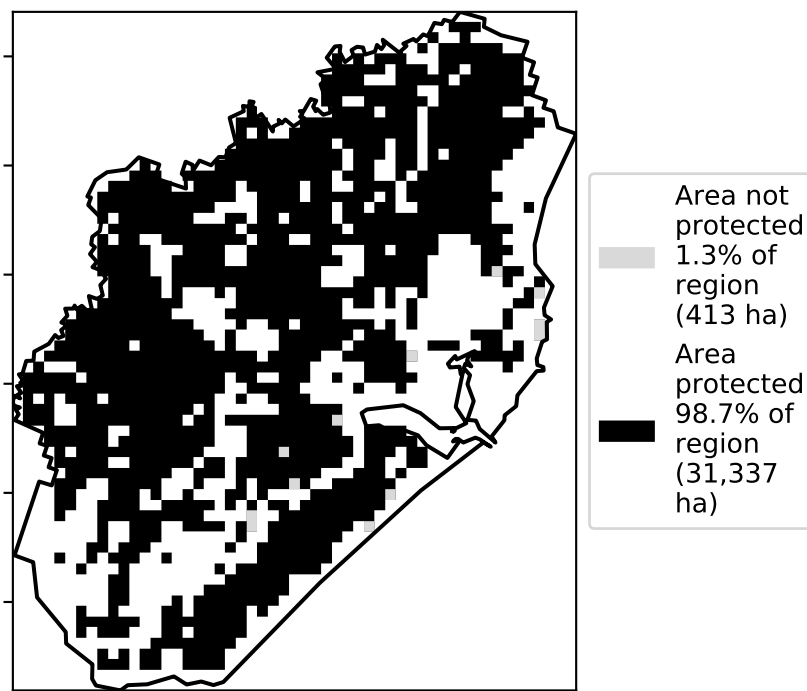 Area not
protected
1.3% of
region
(413 ha)
Area
protected
98.7% of
region
(31,337
ha)